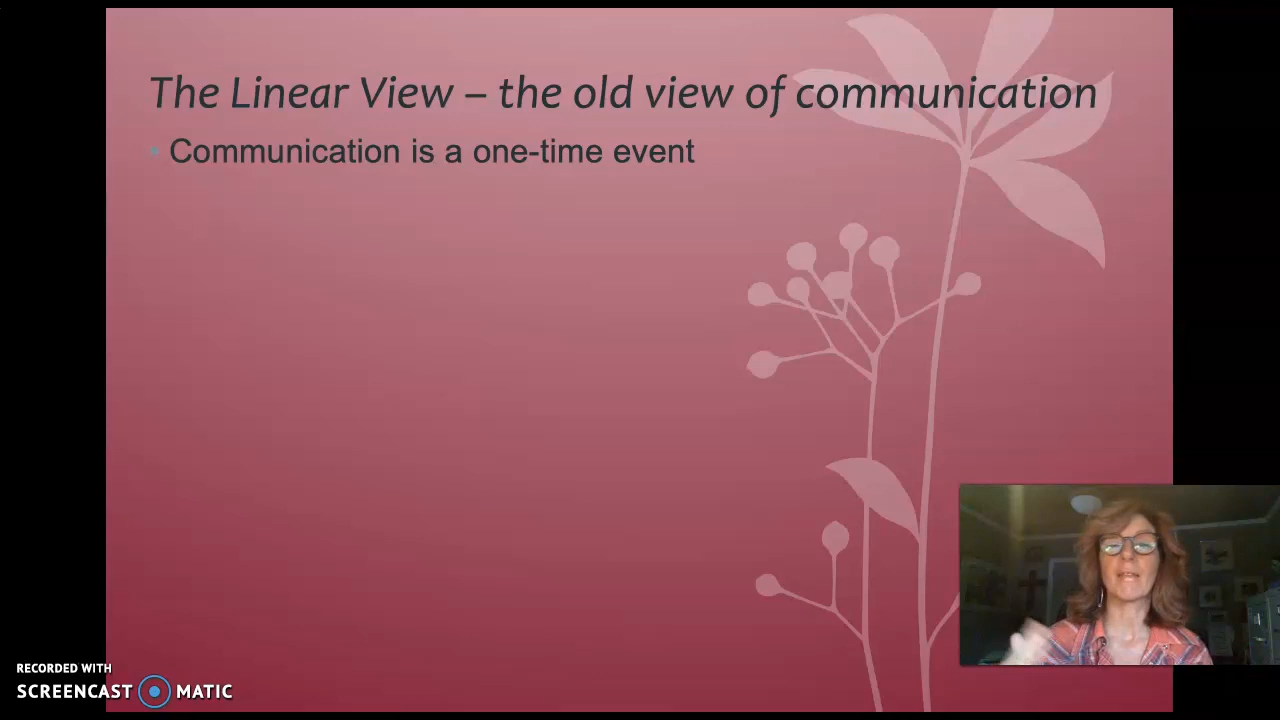 The Linear View – the old view of communication
• Communication is a one-time event
RECORDED WITH
SCREENCAST MATIC